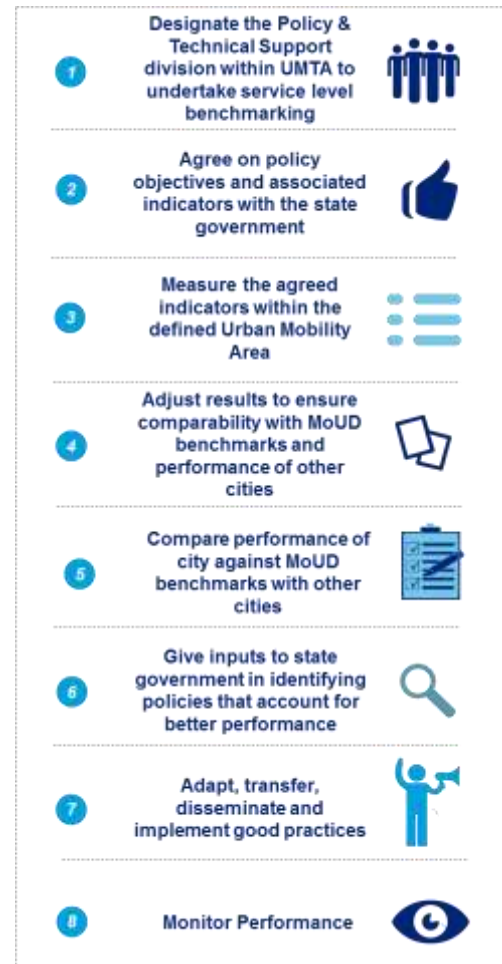 1
Designate the Policy &
Technical Support
division within UMTA to
undertake service level
benchmarking
2
Agree on policy
objectives and associated
indicators with the state
government
3
Measure the agreed
indicators within the
defined Urban Mobility
Area
4
Adjust results to ensure
comparability with MoUD
benchmarks and
performance of other
cities
5
Compare performance of
city against MoUD
benchmarks with other
cities
6
Give inputs to state
government in identifying
policies that account for
better performance
7
Adapt, transfer,
disseminate and
implement good practices
8
Monitor Performance